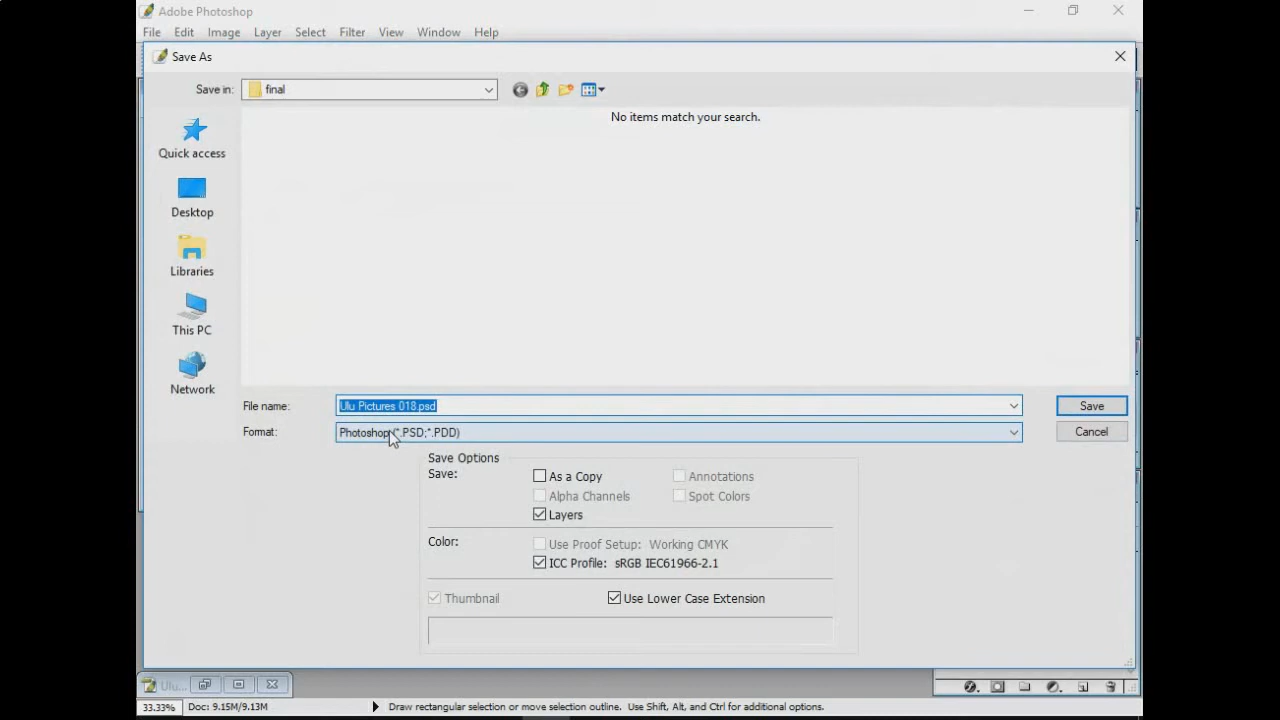 Adobe Photoshop
File Edit Image Layer Select Filter View Window Help
Save As
Save in: final
No items match your search.
Quick access
Desktop
Libraries
This PC
Network
File name: Ulu Pictures 018.psd Save
Format: Photoshop (*.PSD;*.PDD) Cancel
Save Options
Save: As a Copy Annotations
Alpha Channels Spot Colors
Layers
Color: Use Proof Setup: Working CMYK
ICC Profile: sRGB IEC61966-2.1
Thumbnail Use Lower Case Extension
Ulu...
33.33% Doc: 9.15M/9.13M Draw rectangular selection or move selection outline. Use Shift, Alt, and Ctrl for additional options.